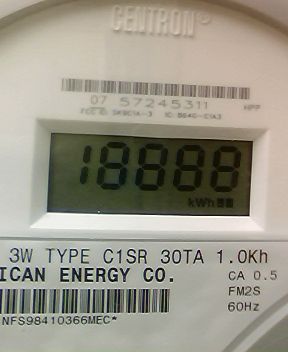 CENTRON®
07 57245311
kWh
18888
3W TYPE C1SR 30TA 1.0Kh
ICAN ENERGY CO.
CA 0.5
FM2S
60Hz
NFS98410366MEC*